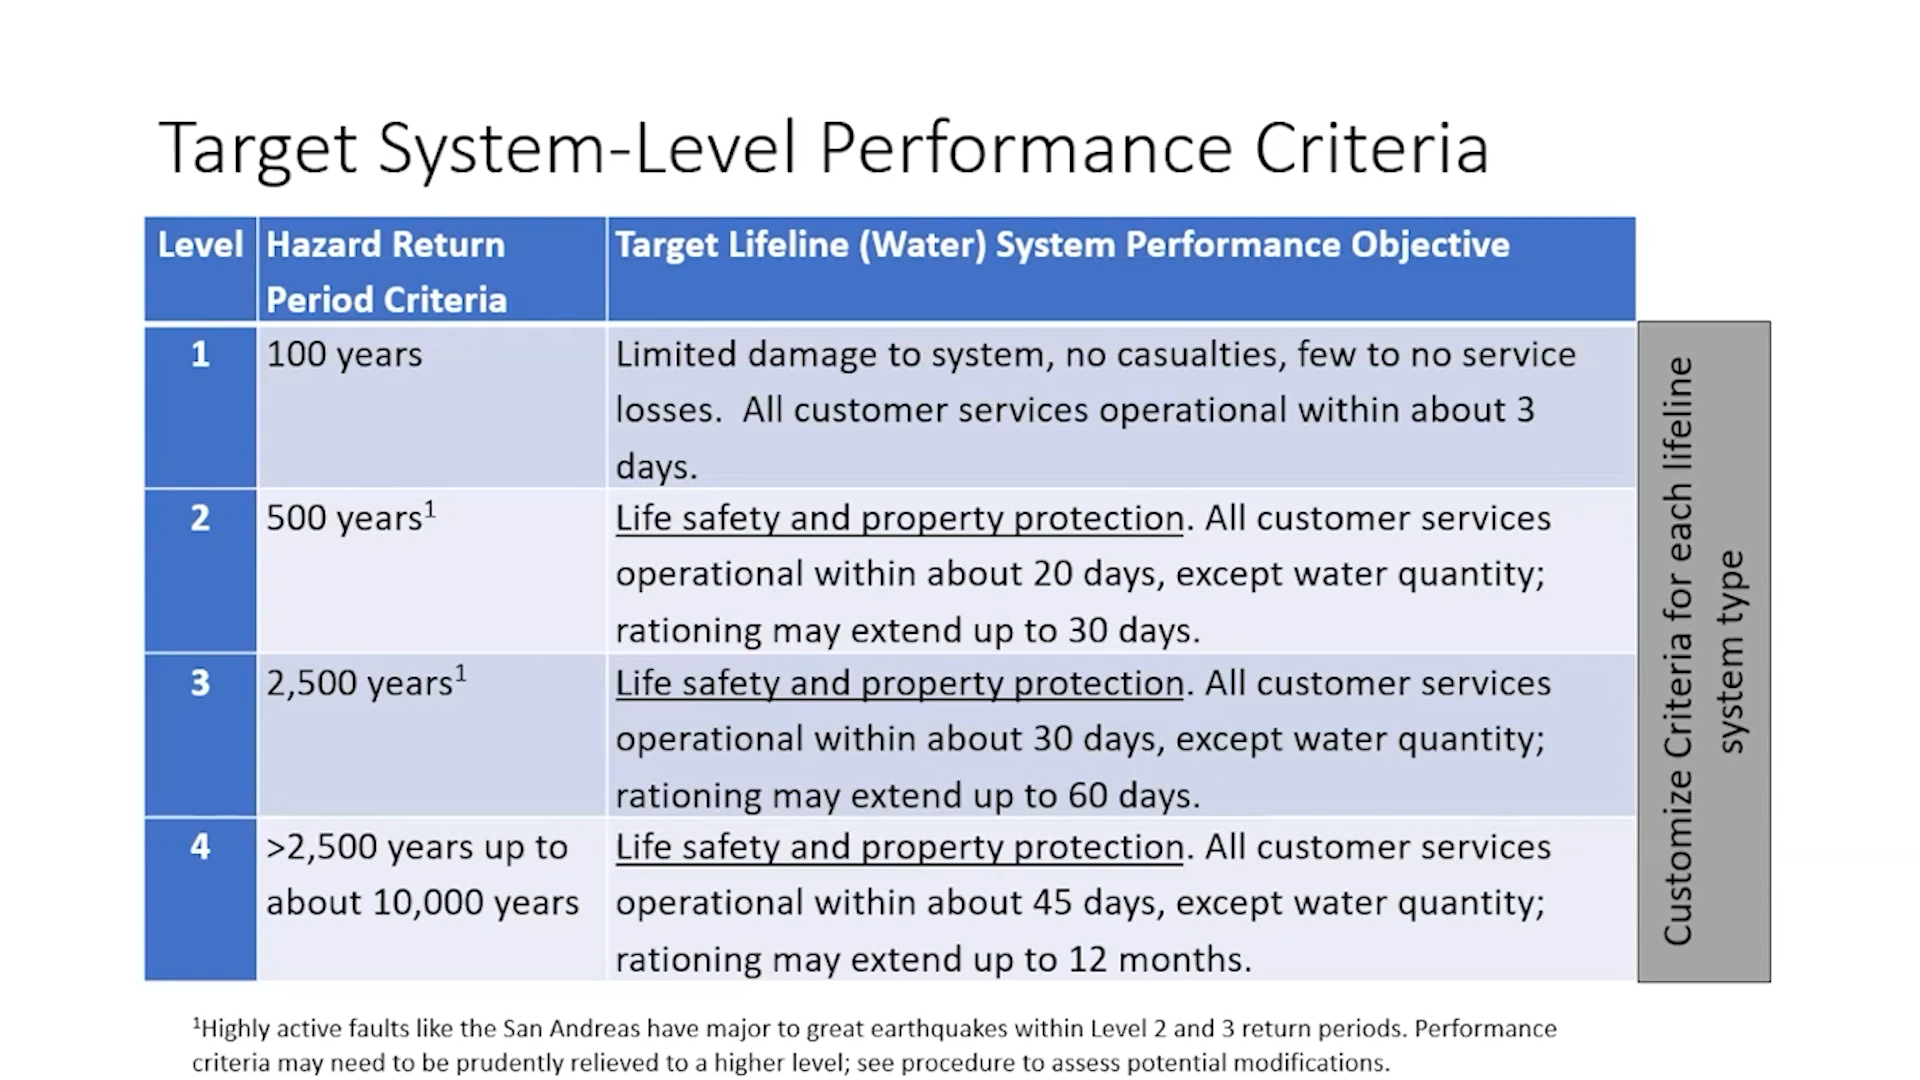 Target System-Level Performance Criteria
Level
Hazard Return
Period Criteria
Target Lifeline (Water) System Performance Objective
1
100 years
Limited damage to system, no casualties, few to no service
losses.  All customer services operational within about 3
days.
2
500 years¹
Life safety and property protection. All customer services
operational within about 20 days, except water quantity;
rationing may extend up to 30 days.
3
2,500 years¹
Life safety and property protection. All customer services
operational within about 30 days, except water quantity;
rationing may extend up to 60 days.
4
>2,500 years up to
about 10,000 years
Life safety and property protection. All customer services
operational within about 45 days, except water quantity;
rationing may extend up to 12 months.
Customize Criteria for each lifeline
system type
¹Highly active faults like the San Andreas have major to great earthquakes within Level 2 and 3 return periods. Performance
criteria may need to be prudently relieved to a higher level; see procedure to assess potential modifications.